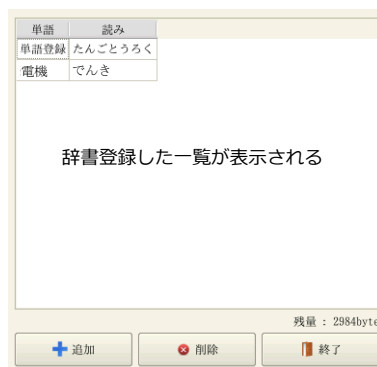 単語 読み
単語登録 たんごとうろく
電機 でんき
辞書登録した一覧が表示される
残量 : 2984byte
追加 削除 終了